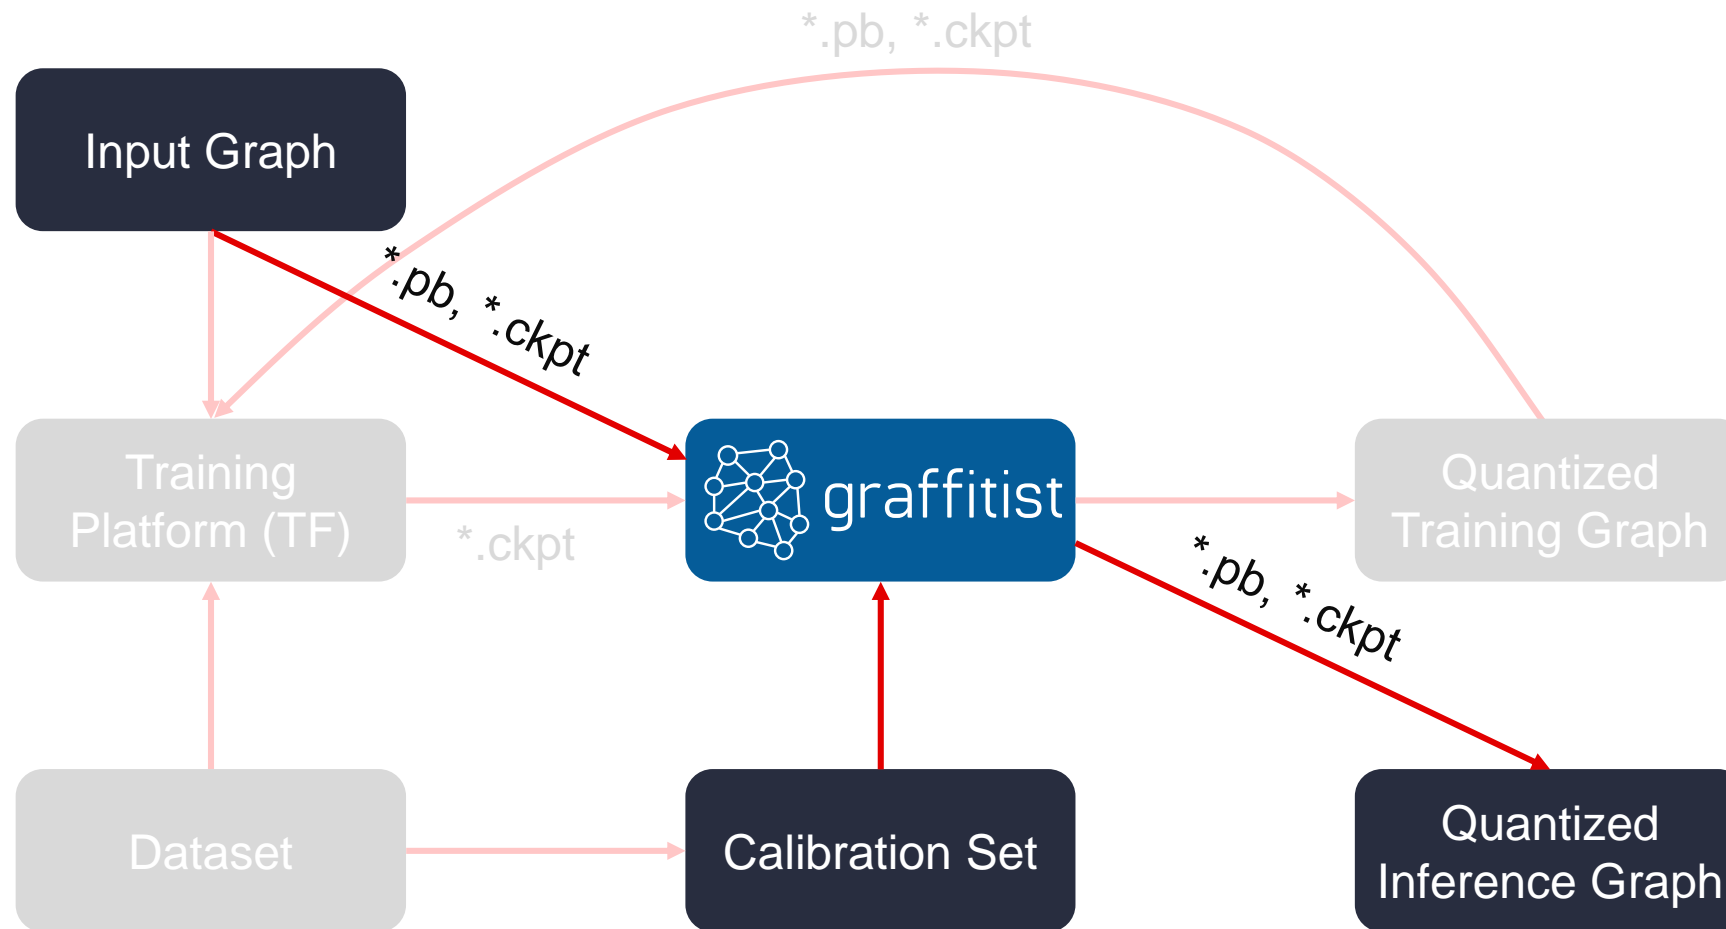 *.pb, *.ckpt
Input Graph
*.pb, *.ckpt
Training
Platform (TF)
*.ckpt
graffitist
Quantized
Training Graph
*.pb, *.ckpt
Dataset
Calibration Set
Quantized
Inference Graph